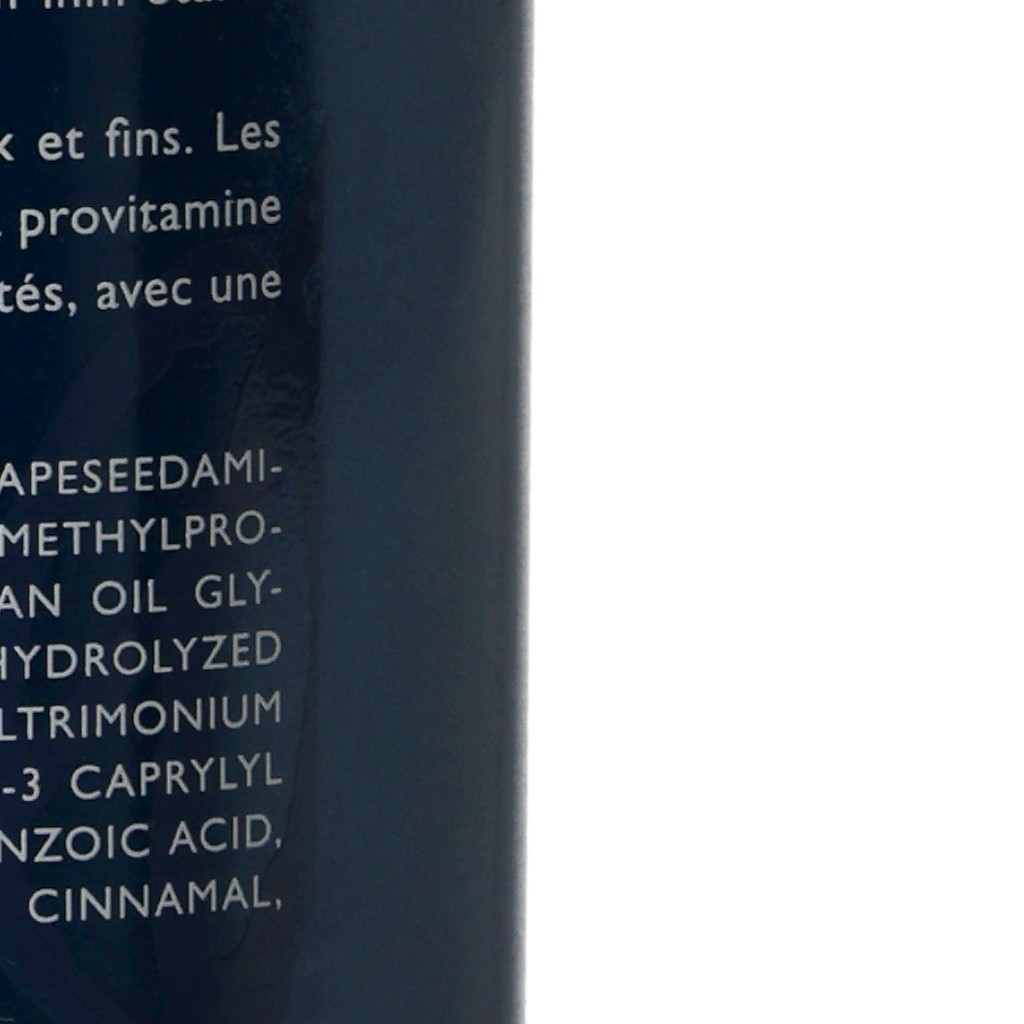 et fins. Les
provitamine
tés, avec une
APESEEDAMI-
METHYLPRO-
AN OIL GLY-
HYDROLYZED
LTRIMONIUM
-3 CAPRYLYL
NZOIC ACID,
CINNAMAL,